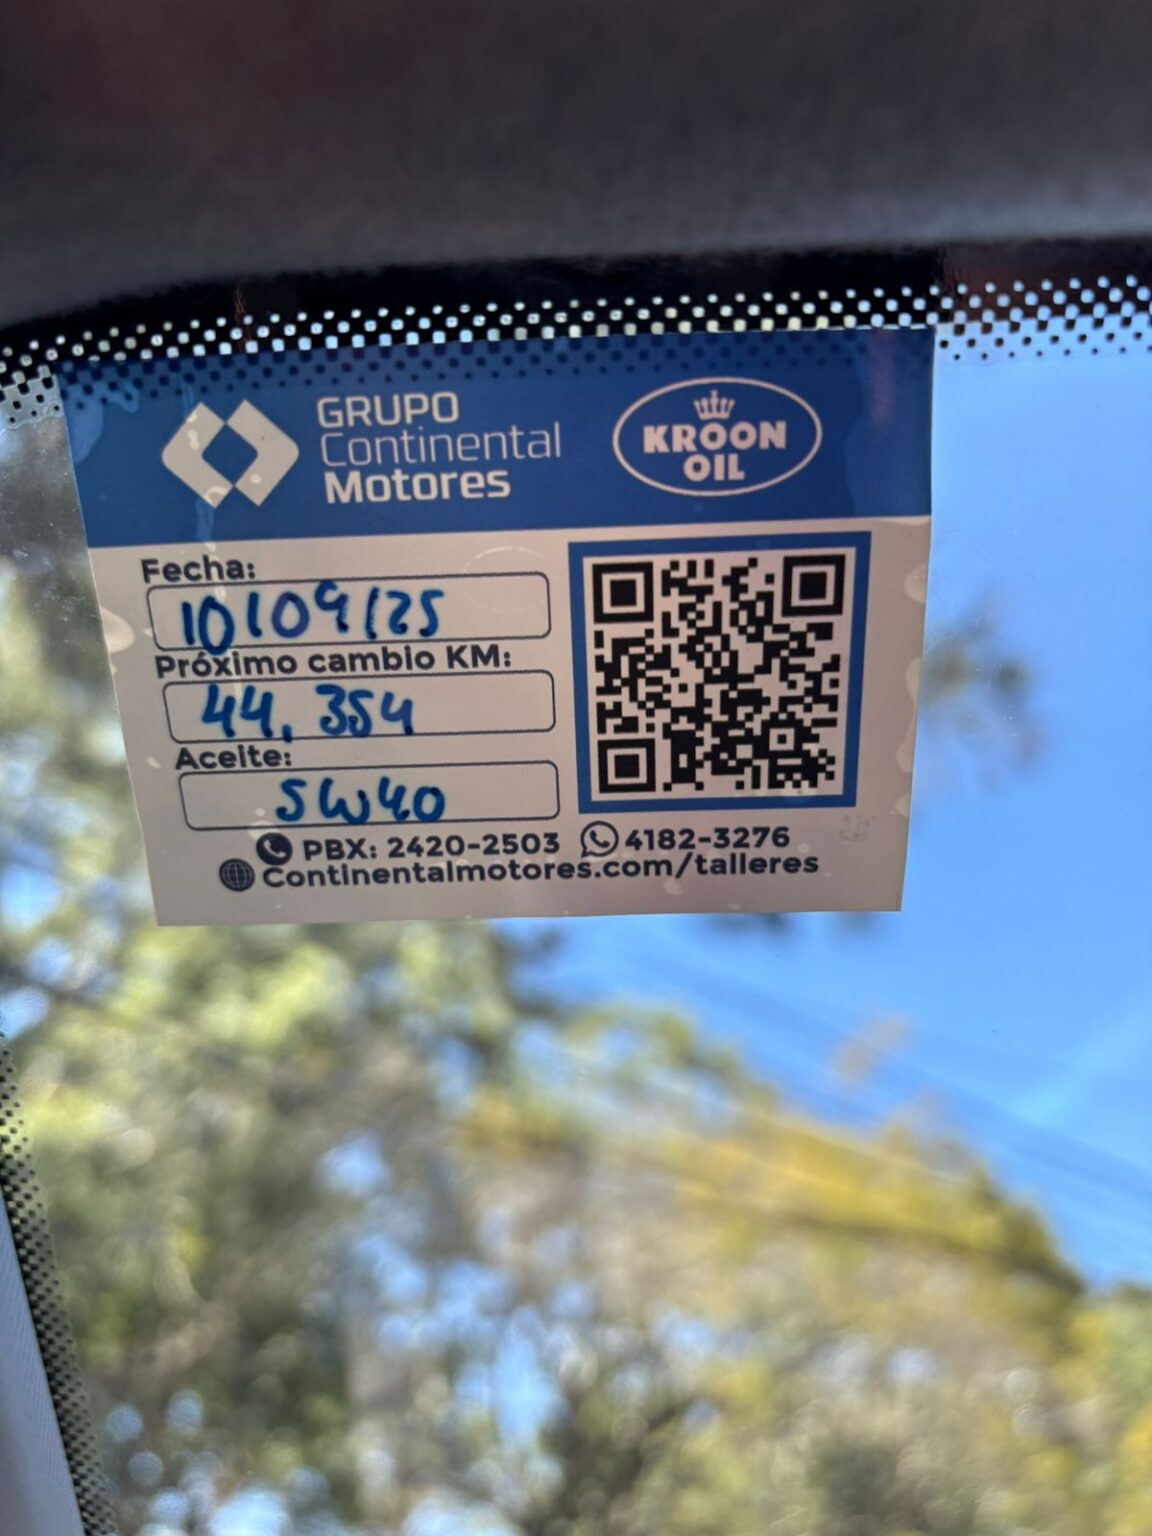 GRUPO
Continental
Motores
KROON
OIL
Fecha:
10/09/25
Próximo cambio KM:
44,354
Aceite:
5W40
PBX: 2420-2503 4182-3276
Continentalmotores.com/talleres